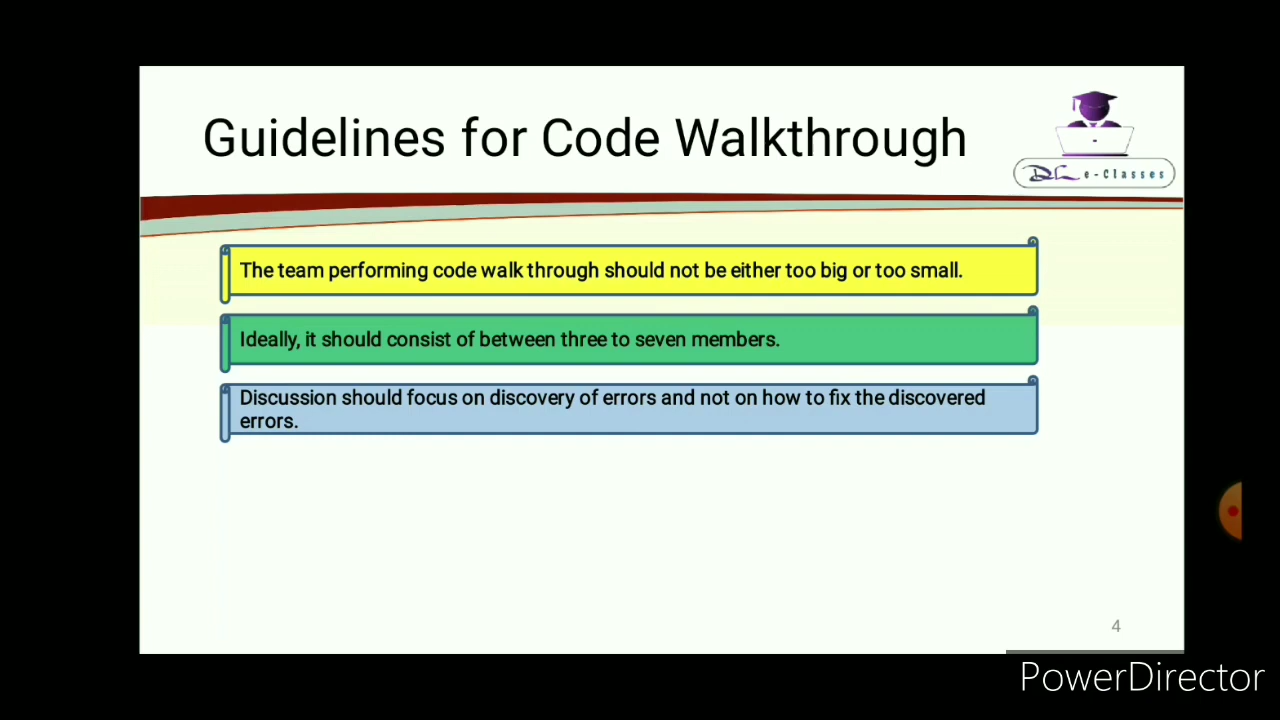 Guidelines for Code Walkthrough
DL e-Classes
The team performing code walk through should not be either too big or too small.
Ideally, it should consist of between three to seven members.
Discussion should focus on discovery of errors and not on how to fix the discovered
errors.
4
PowerDirector